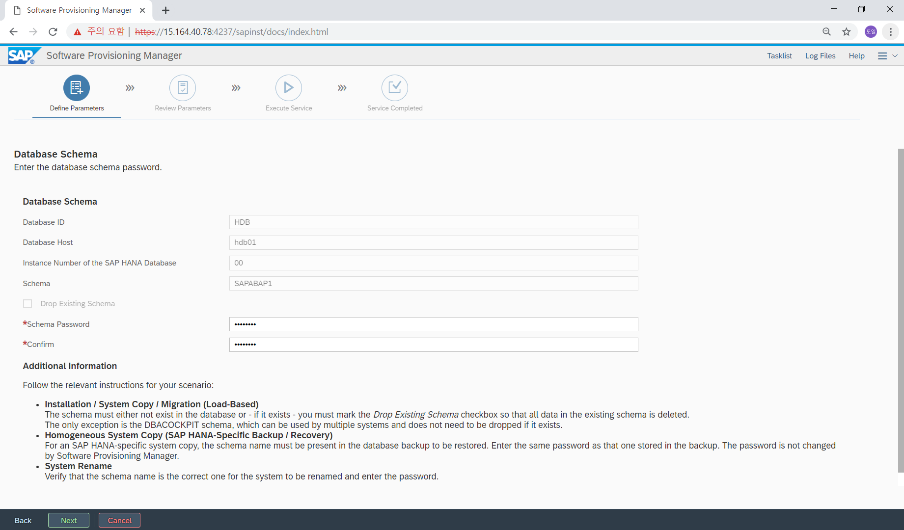 Software Provisioning Manager
주의 요함 | https://15.164.40.78:4237/sapinst/docs/index.html
SAP Software Provisioning Manager Tasklist Log Files Help
Define Parameters Review Parameters Execute Service Service Completed
Database Schema
Enter the database schema password.
Database Schema
Database ID HDB
Database Host hdb01
Instance Number of the SAP HANA Database 00
Schema SAPABAP1
Drop Existing Schema
*Schema Password ••••••••
*Confirm ••••••••
Additional Information
Follow the relevant instructions for your scenario:
• Installation / System Copy / Migration (Load-Based)
The schema must either not exist in the database or - if it exists - you must mark the Drop Existing Schema checkbox so that all data in the existing schema is deleted.
The only exception is the DBACOCKPIT schema, which can be used by multiple systems and does not need to be dropped if it exists.
• Homogeneous System Copy (SAP HANA-Specific Backup / Recovery)
For an SAP HANA-specific system copy, the schema name must be present in the database backup to be restored. Enter the same password as that one stored in the backup. The password is not changed
by Software Provisioning Manager.
• System Rename
Verify that the schema name is the correct one for the system to be renamed and enter the password.
Back Next Cancel